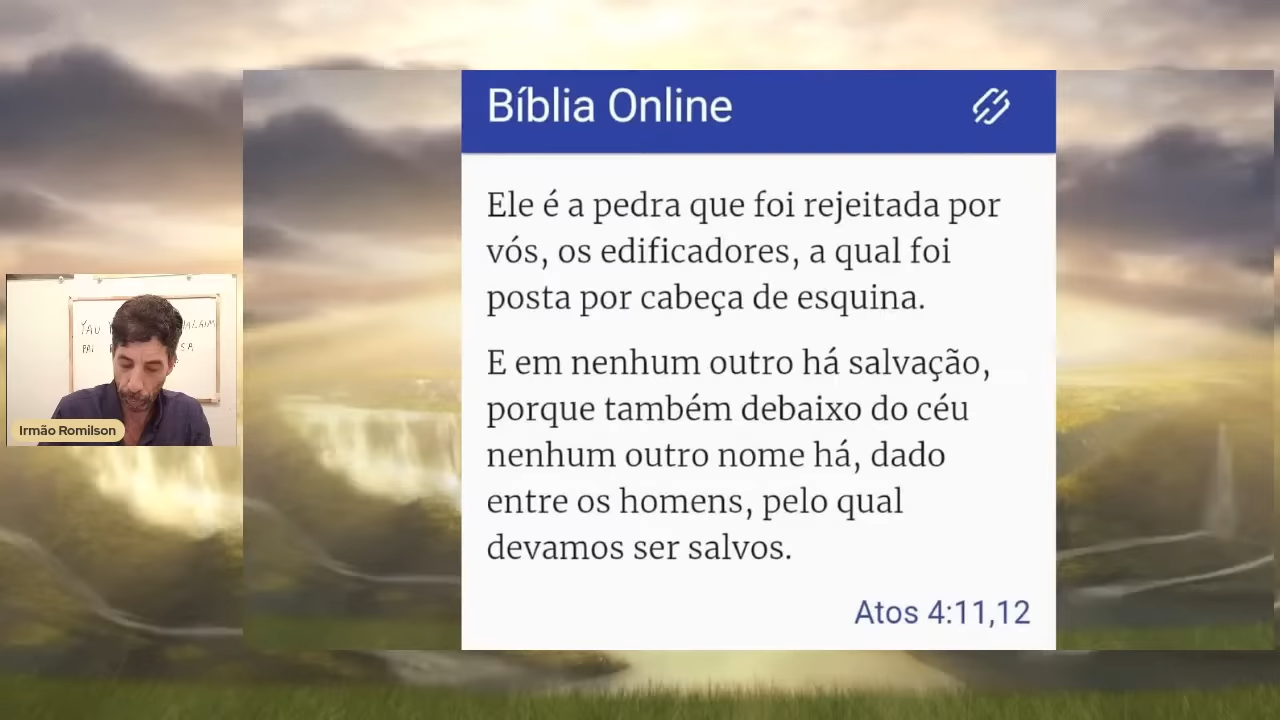 Bíblia Online
Ele é a pedra que foi rejeitada por
vós, os edificadores, a qual foi
posta por cabeça de esquina.
E em nenhum outro há salvação,
porque também debaixo do céu
nenhum outro nome há, dado
entre os homens, pelo qual
devamos ser salvos.
Atos 4:11,12
YAU
Irmão Romilson